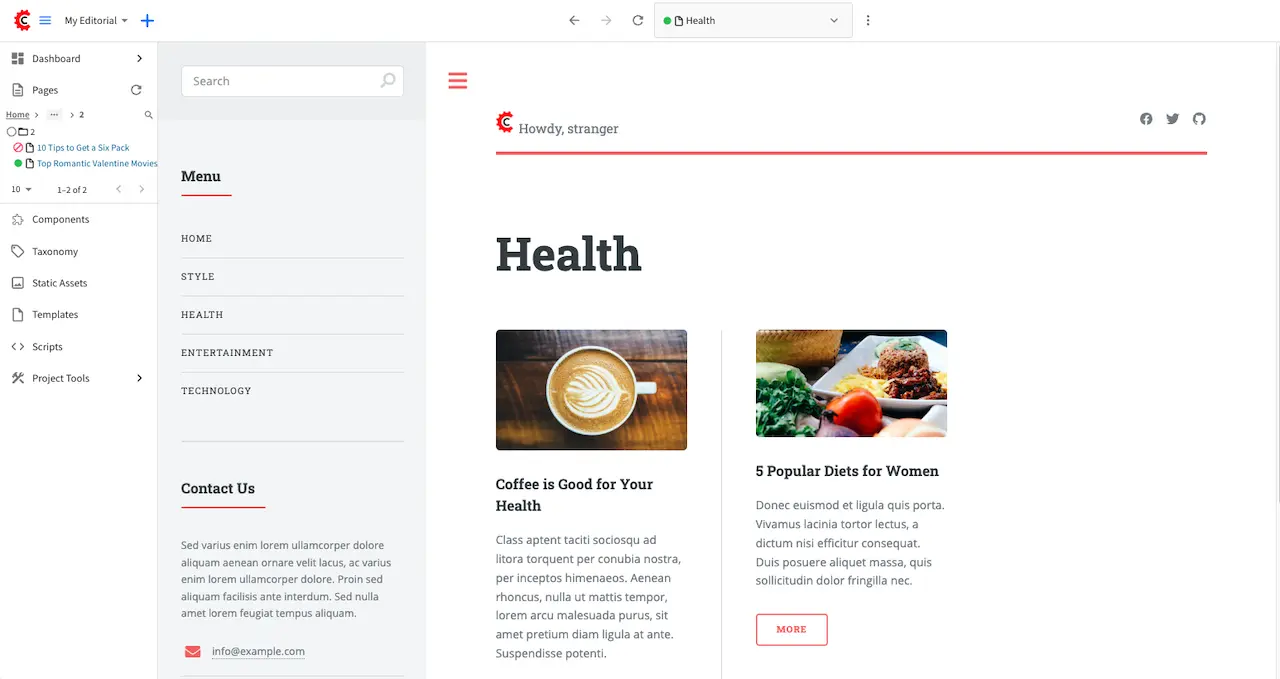 My Editorial
Health
Dashboard
Pages
Home > ... > 2
2
10 Tips to Get a Six Pack
Top Romantic Valentine Movies
10
1–2 of 2
Components
Taxonomy
Static Assets
Templates
Scripts
Project Tools
Search
Menu
HOME
STYLE
HEALTH
ENTERTAINMENT
TECHNOLOGY
Contact Us
Sed varius enim lorem ullamcorper dolore
aliquam aenean ornare velit lacus, ac varius
enim lorem ullamcorper dolore. Proin sed
aliquam facilisis ante interdum. Sed nulla
amet lorem feugiat tempus aliquam.
info@example.com
Howdy, stranger
Health
Coffee is Good for Your
Health
Class aptent taciti sociosqu ad
litora torquent per conubia nostra,
per inceptos himenaeos. Aenean
rhoncus, nulla ut mattis tempor,
lorem arcu malesuada purus, sit
amet pretium diam ligula at ante.
Suspendisse potenti.
5 Popular Diets for Women
Donec euismod et ligula quis porta.
Vivamus lacinia tortor lectus, a
dictum nisi efficitur consequat.
Duis posuere aliquet massa, quis
sollicitudin dolor fringilla nec.
MORE